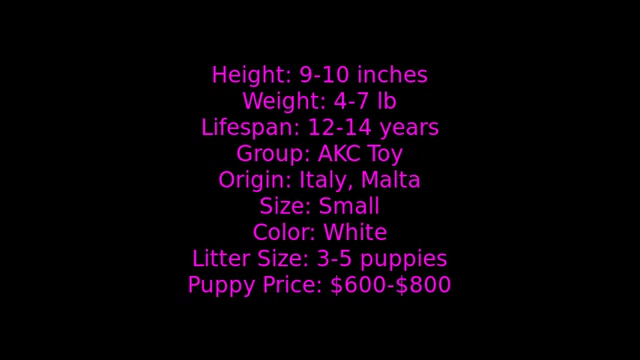 Height: 9-10 inches
Weight: 4-7 lb
Lifespan: 12-14 years
Group: AKC Toy
Origin: Italy, Malta
Size: Small
Color: White
Litter Size: 3-5 puppies
Puppy Price: $600-$800